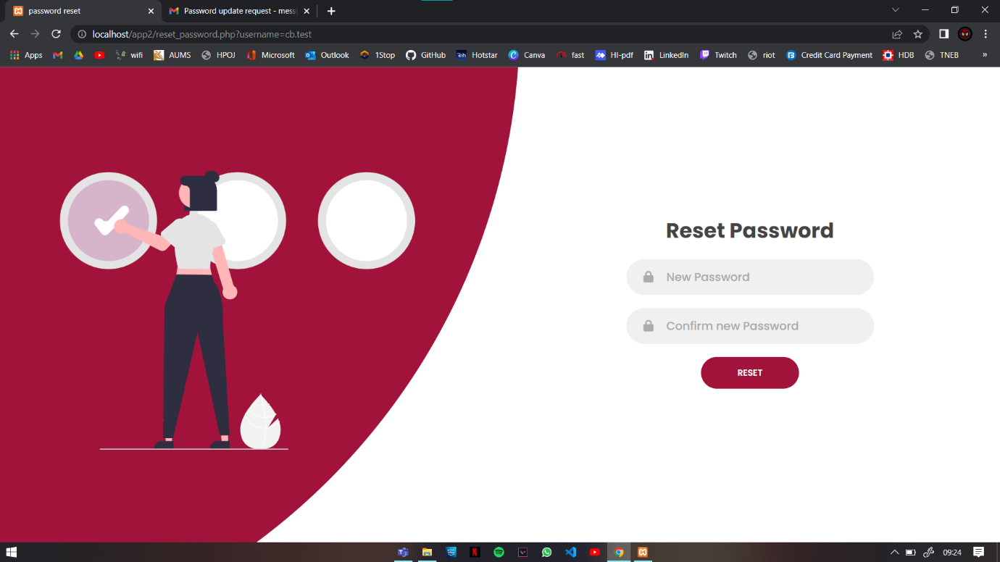 password reset
Password update request - mess
localhost/app2/reset_password.php?username=cb.test
Apps
wifi
AUMS
HPOJ
Microsoft
Outlook
1Stop
GitHub
Hotstar
Canva
fast
HI-pdf
LinkedIn
Twitch
riot
Credit Card Payment
HDB
TNEB
»
Reset Password
New Password
Confirm new Password
RESET
09:24